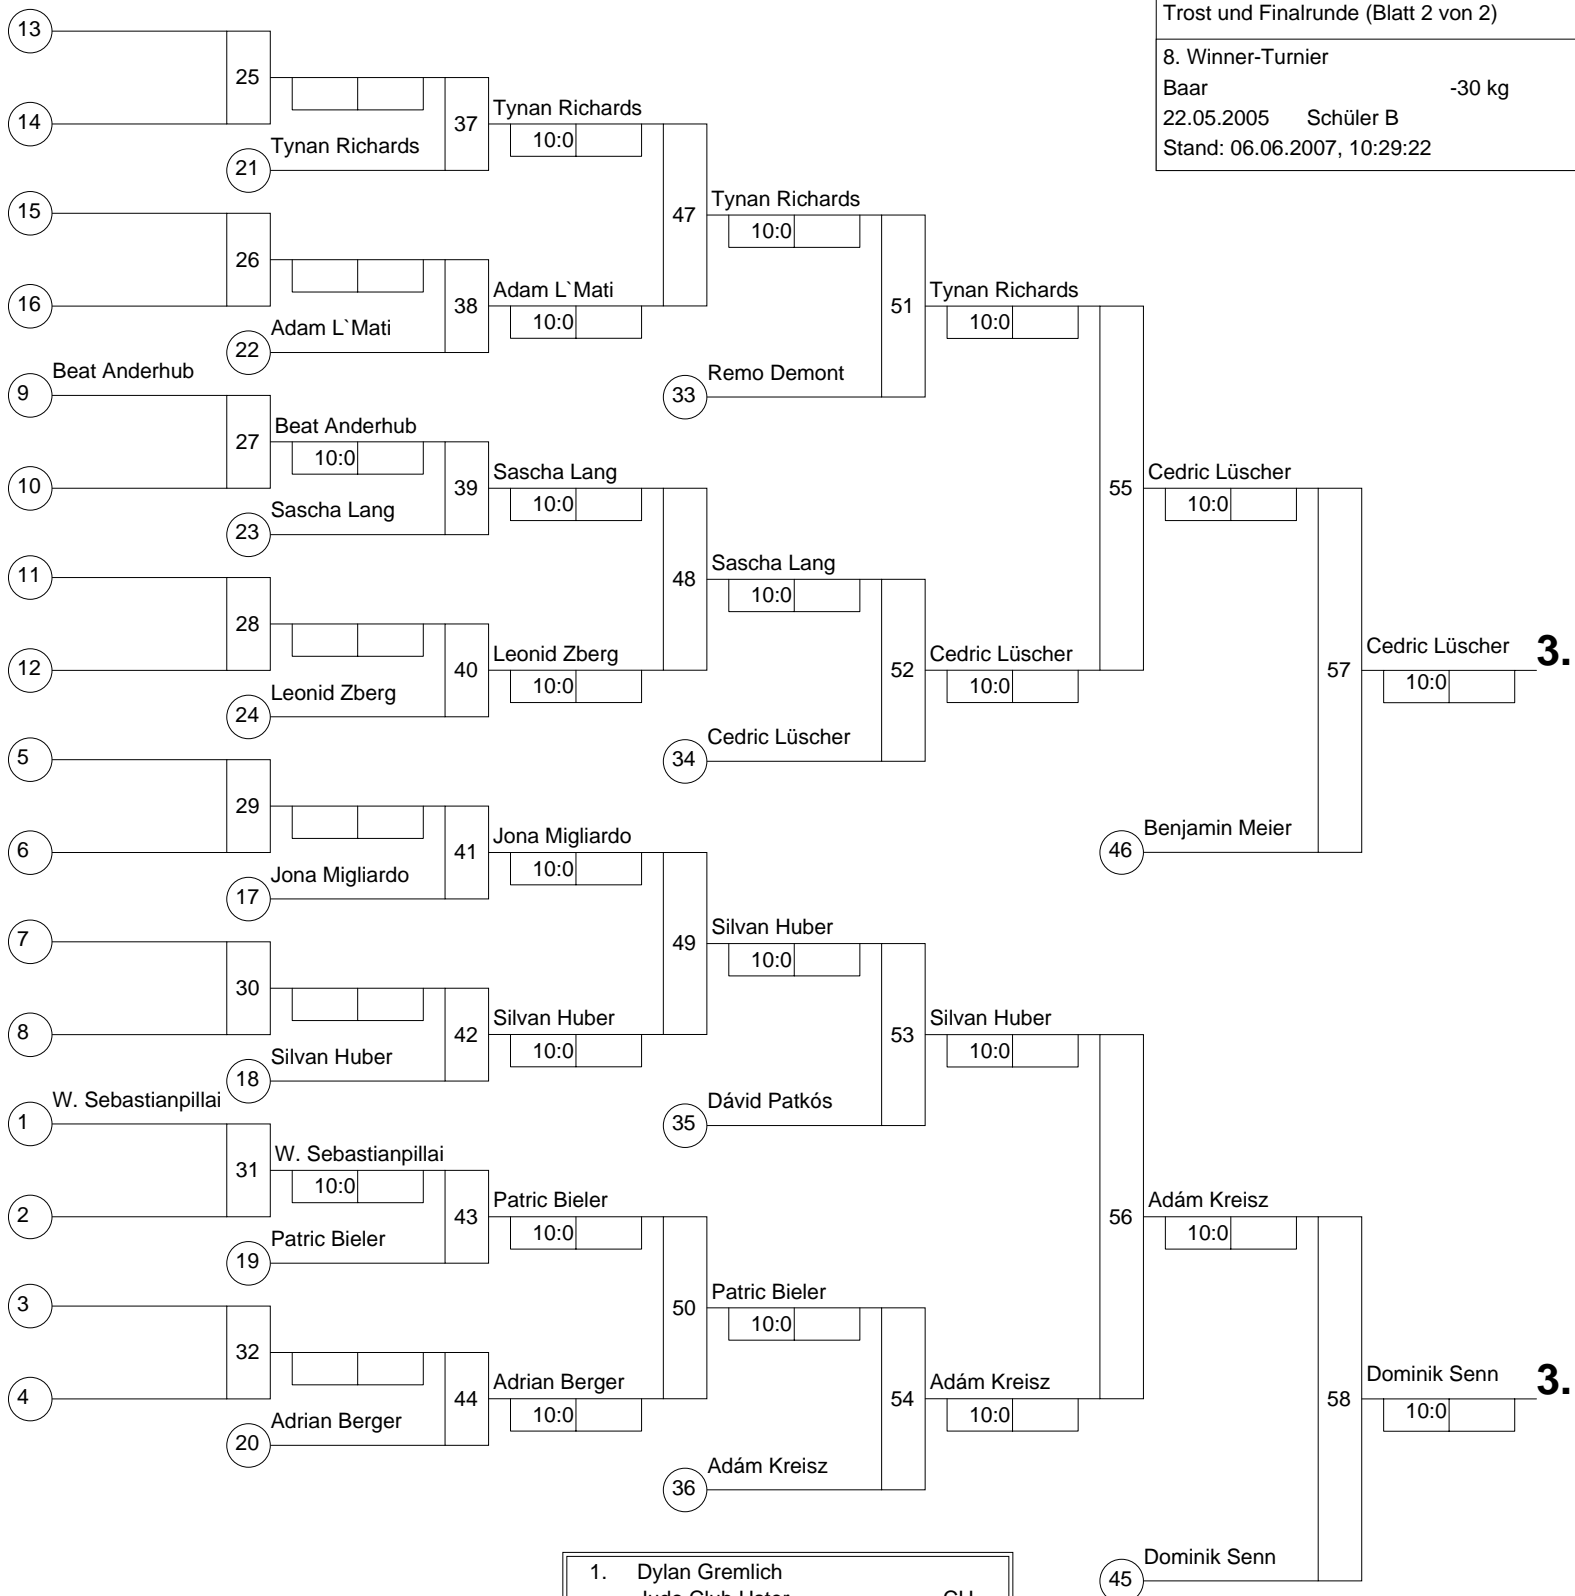 Trost und Finalrunde (Blatt 2 von 2)
8. Winner-Turnier
Baar -30 kg
22.05.2005 Schüler B
Stand: 06.06.2007, 10:29:22
13
25
14
37
Tynan Richards
10:0
Tynan Richards
21
15
47
Tynan Richards
10:0
26
16
38
Adam L`Mati
10:0
51
Tynan Richards
10:0
Adam L`Mati
22
Beat Anderhub
9
Remo Demont
33
27
Beat Anderhub
10:0
10
39
Sascha Lang
10:0
55
Cedric Lüscher
10:0
Sascha Lang
23
11
48
Sascha Lang
10:0
28
12
40
Leonid Zberg
10:0
52
Cedric Lüscher
10:0
57
Cedric Lüscher
3.
10:0
Leonid Zberg
24
5
Cedric Lüscher
34
29
6
41
Jona Migliardo
10:0
Benjamin Meier
46
Jona Migliardo
17
7
49
Silvan Huber
10:0
30
8
42
Silvan Huber
10:0
53
Silvan Huber
10:0
Silvan Huber
18
W. Sebastianpillai
1
Dávid Patkós
35
31
W. Sebastianpillai
10:0
2
43
Patric Bieler
10:0
56
Adám Kreisz
10:0
Patric Bieler
19
3
50
Patric Bieler
10:0
32
4
44
Adrian Berger
10:0
54
Adám Kreisz
10:0
58
Dominik Senn
3.
10:0
Adrian Berger
20
Adám Kreisz
36
Dominik Senn
45
1. Dylan Gremlich